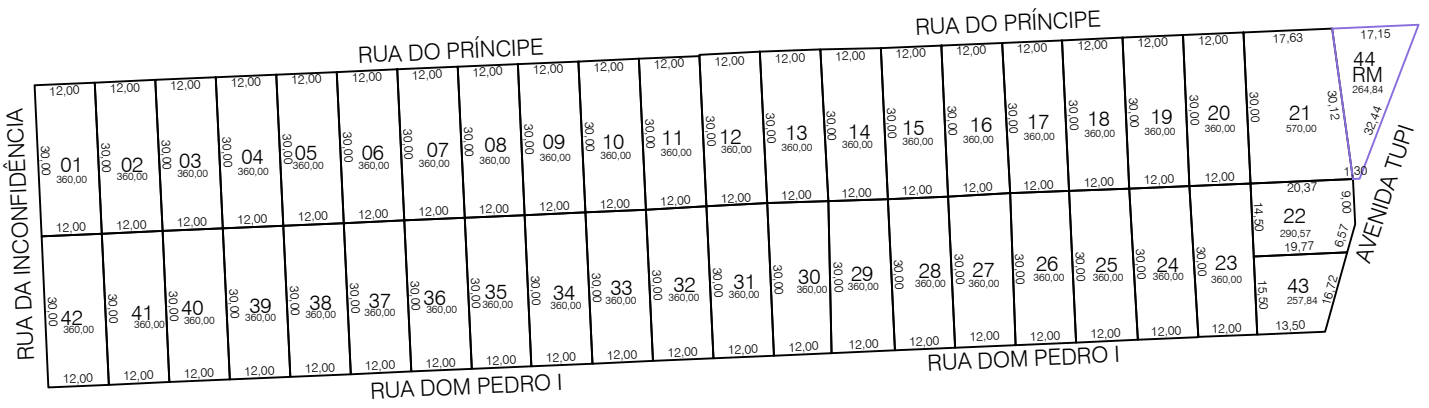 RUA DO PRÍNCIPE
RUA DO PRÍNCIPE
12,00 12,00 12,00 12,00 12,00 12,00 12,00 12,00 12,00 12,00 12,00 12,00 12,00 12,00 12,00 12,00 12,00 12,00 12,00 12,00 17,63 17,15
RUA DA INCONFIDÊNCIA
30,00 01 360,00
30,00 02 360,00
30,00 03 360,00
30,00 04 360,00
30,00 05 360,00
30,00 06 360,00
30,00 07 360,00
30,00 08 360,00
30,00 09 360,00
30,00 10 360,00
30,00 11 360,00
30,00 12 360,00
30,00 13 360,00
30,00 14 360,00
30,00 15 360,00
30,00 16 360,00
30,00 17 360,00
30,00 18 360,00
30,00 19 360,00
30,00 20 360,00
30,00 21 570,00
30,12
44
RM
264,84
32,44
1,30
AVENIDA TUPI
12,00 12,00 12,00 12,00 12,00 12,00 12,00 12,00 12,00 12,00 12,00 12,00 12,00 12,00 12,00 12,00 12,00 12,00 12,00 12,00 20,37
30,00 42 360,00
30,00 41 360,00
30,00 40 360,00
30,00 39 360,00
30,00 38 360,00
30,00 37 360,00
30,00 36 360,00
30,00 35 360,00
30,00 34 360,00
30,00 33 360,00
30,00 32 360,00
30,00 31 360,00
30,00 30 360,00
30,00 29 360,00
30,00 28 360,00
30,00 27 360,00
30,00 26 360,00
30,00 25 360,00
30,00 24 360,00
30,00 23 360,00
14,50 22 9,00
290,57
19,77 6,57
15,50 43 16,72
257,84
13,50
12,00 12,00 12,00 12,00 12,00 12,00 12,00 12,00 12,00 12,00 12,00 12,00 12,00 12,00 12,00 12,00 12,00 12,00 12,00 12,00
RUA DOM PEDRO I
RUA DOM PEDRO I